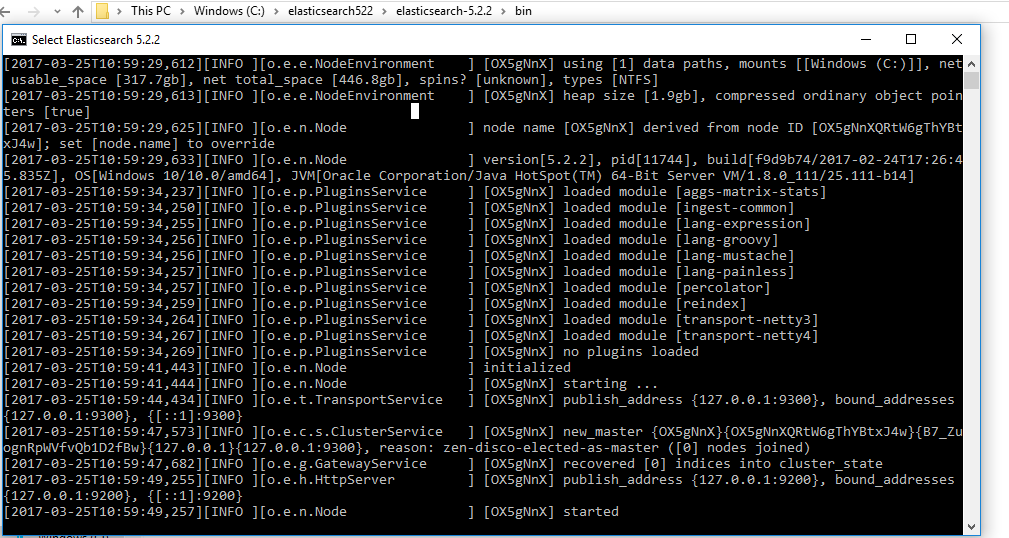 This PC > Windows (C:) > elasticsearch522 > elasticsearch-5.2.2 > bin
Select Elasticsearch 5.2.2
[2017-03-25T10:59:29,612][INFO ][o.e.e.NodeEnvironment    ] [OX5gNnX] using [1] data paths, mounts [[Windows (C:)]], net
 usable_space [317.7gb], net total_space [446.8gb], spins? [unknown], types [NTFS]
[2017-03-25T10:59:29,613][INFO ][o.e.e.NodeEnvironment    ] [OX5gNnX] heap size [1.9gb], compressed ordinary object poin
ters [true]
[2017-03-25T10:59:29,625][INFO ][o.e.n.Node               ] node name [OX5gNnX] derived from node ID [OX5gNnXQRtW6gThYBt
xJ4w]; set [node.name] to override
[2017-03-25T10:59:29,633][INFO ][o.e.n.Node               ] version[5.2.2], pid[11744], build[f9d9b74/2017-02-24T17:26:4
5.835Z], OS[Windows 10/10.0/amd64], JVM[Oracle Corporation/Java HotSpot(TM) 64-Bit Server VM/1.8.0_111/25.111-b14]
[2017-03-25T10:59:34,237][INFO ][o.e.p.PluginsService     ] [OX5gNnX] loaded module [aggs-matrix-stats]
[2017-03-25T10:59:34,250][INFO ][o.e.p.PluginsService     ] [OX5gNnX] loaded module [ingest-common]
[2017-03-25T10:59:34,255][INFO ][o.e.p.PluginsService     ] [OX5gNnX] loaded module [lang-expression]
[2017-03-25T10:59:34,256][INFO ][o.e.p.PluginsService     ] [OX5gNnX] loaded module [lang-groovy]
[2017-03-25T10:59:34,256][INFO ][o.e.p.PluginsService     ] [OX5gNnX] loaded module [lang-mustache]
[2017-03-25T10:59:34,257][INFO ][o.e.p.PluginsService     ] [OX5gNnX] loaded module [lang-painless]
[2017-03-25T10:59:34,257][INFO ][o.e.p.PluginsService     ] [OX5gNnX] loaded module [percolator]
[2017-03-25T10:59:34,259][INFO ][o.e.p.PluginsService     ] [OX5gNnX] loaded module [reindex]
[2017-03-25T10:59:34,264][INFO ][o.e.p.PluginsService     ] [OX5gNnX] loaded module [transport-netty3]
[2017-03-25T10:59:34,267][INFO ][o.e.p.PluginsService     ] [OX5gNnX] loaded module [transport-netty4]
[2017-03-25T10:59:34,269][INFO ][o.e.p.PluginsService     ] [OX5gNnX] no plugins loaded
[2017-03-25T10:59:41,443][INFO ][o.e.n.Node               ] initialized
[2017-03-25T10:59:41,444][INFO ][o.e.n.Node               ] [OX5gNnX] starting ...
[2017-03-25T10:59:44,434][INFO ][o.e.t.TransportService   ] [OX5gNnX] publish_address {127.0.0.1:9300}, bound_addresses
{127.0.0.1:9300}, {[::1]:9300}
[2017-03-25T10:59:47,573][INFO ][o.e.c.s.ClusterService   ] [OX5gNnX] new_master {OX5gNnX}{OX5gNnXQRtW6gThYBtxJ4w}{B7_Zu
ognRpWVfvQb1D2fBw}{127.0.0.1}{127.0.0.1:9300}, reason: zen-disco-elected-as-master ([0] nodes joined)
[2017-03-25T10:59:47,682][INFO ][o.e.g.GatewayService     ] [OX5gNnX] recovered [0] indices into cluster_state
[2017-03-25T10:59:49,255][INFO ][o.e.h.HttpServer         ] [OX5gNnX] publish_address {127.0.0.1:9200}, bound_addresses
{127.0.0.1:9200}, {[::1]:9200}
[2017-03-25T10:59:49,257][INFO ][o.e.n.Node               ] [OX5gNnX] started